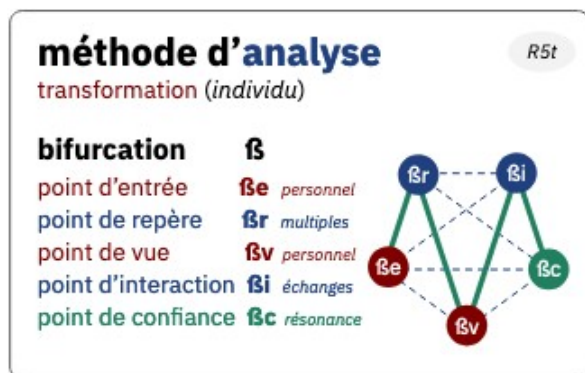 méthode d'analyse
R5t
transformation (individu)
bifurcation ß
point d'entrée ße personnel
point de repère ßr multiples
point de vue ßv personnel
point d'interaction ßi échanges
point de confiance ßc résonance
ßr ßi
ße ßc
ßv